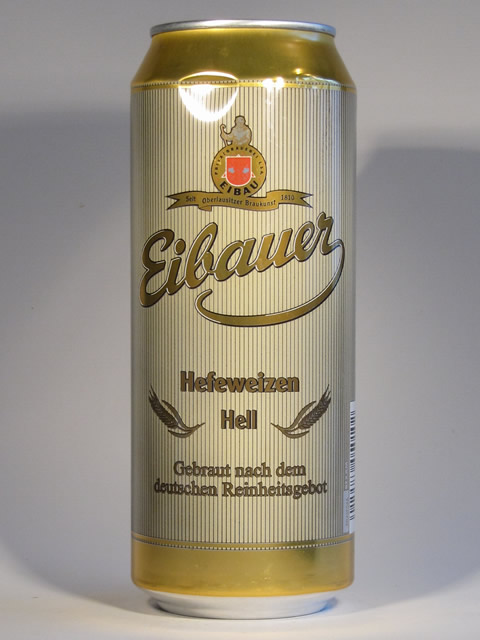 EIBAU
Seit Oberlausitzer Braukunst 1810
Eibauer
Hefeweizen
Hell
Gebraut nach dem
deutschen Reinheitsgebot